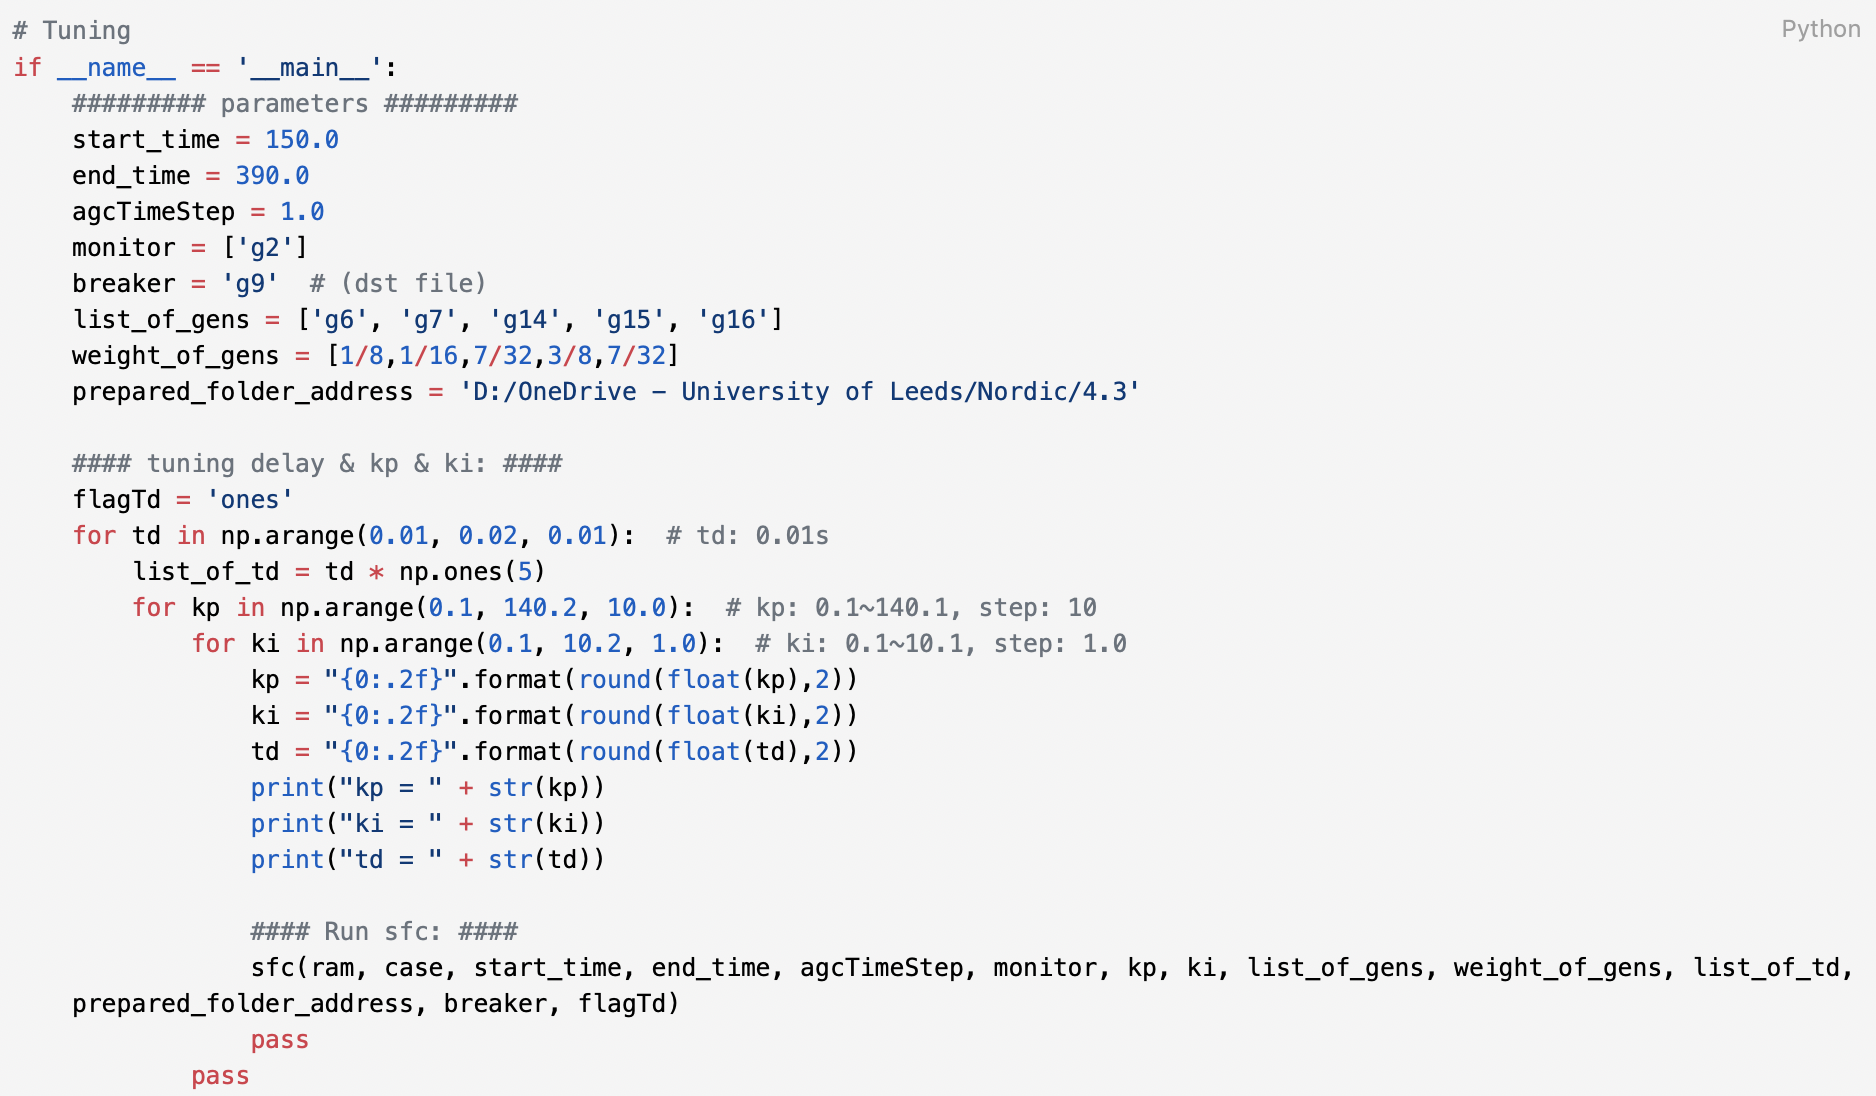 # Tuning
Python
if __name__ == '__main__':
    ######### parameters #########
    start_time = 150.0
    end_time = 390.0
    agcTimeStep = 1.0
    monitor = ['g2']
    breaker = 'g9'  # (dst file)
    list_of_gens = ['g6', 'g7', 'g14', 'g15', 'g16']
    weight_of_gens = [1/8,1/16,7/32,3/8,7/32]
    prepared_folder_address = 'D:/OneDrive – University of Leeds/Nordic/4.3'

    #### tuning delay & kp & ki: ####
    flagTd = 'ones'
    for td in np.arange(0.01, 0.02, 0.01):  # td: 0.01s
        list_of_td = td * np.ones(5)
        for kp in np.arange(0.1, 140.2, 10.0):  # kp: 0.1~140.1, step: 10
            for ki in np.arange(0.1, 10.2, 1.0):  # ki: 0.1~10.1, step: 1.0
                kp = "{0:.2f}".format(round(float(kp),2))
                ki = "{0:.2f}".format(round(float(ki),2))
                td = "{0:.2f}".format(round(float(td),2))
                print("kp = " + str(kp))
                print("ki = " + str(ki))
                print("td = " + str(td))

                #### Run sfc: ####
                sfc(ram, case, start_time, end_time, agcTimeStep, monitor, kp, ki, list_of_gens, weight_of_gens, list_of_td,
    prepared_folder_address, breaker, flagTd)
                pass
            pass